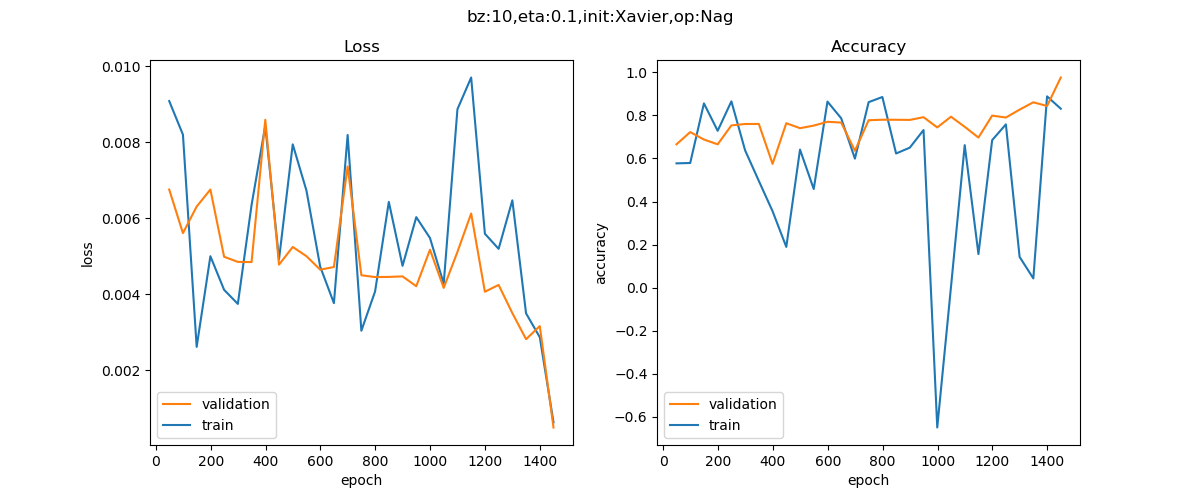 bz:10,eta:0.1,init:Xavier,op:Nag
Loss
0.010
0.008
0.006
0.004
0.002
loss
validation
train
0 200 400 600 800 1000 1200 1400
epoch
Accuracy
1.0
0.8
0.6
0.4
0.2
0.0
−0.2
−0.4
−0.6
accuracy
validation
train
0 200 400 600 800 1000 1200 1400
epoch